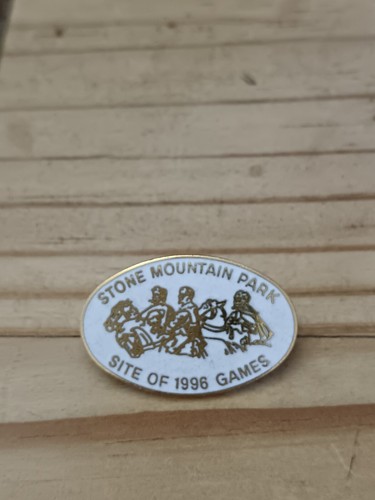 STONE MOUNTAIN PARK
SITE OF 1996 GAMES